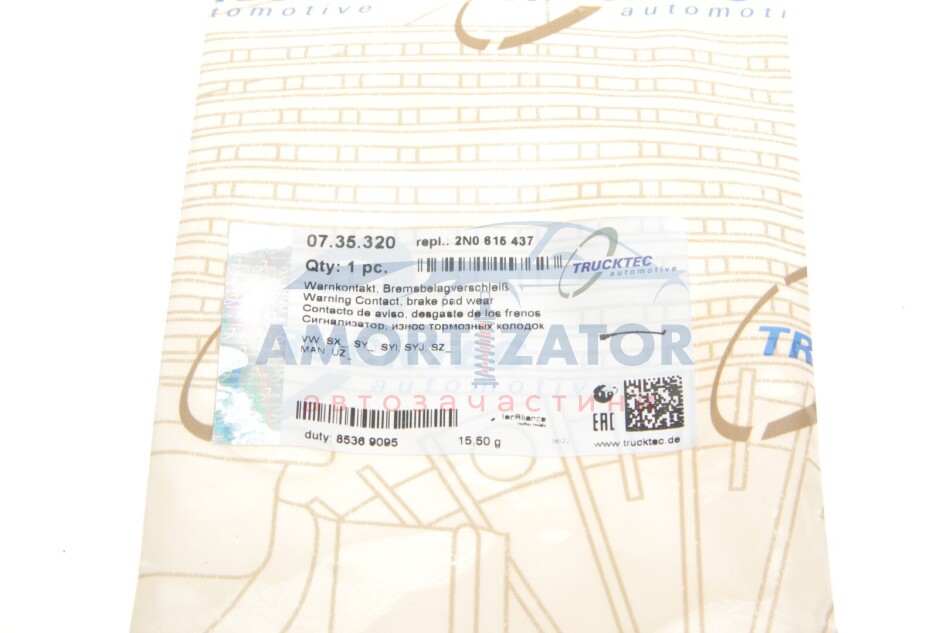 tomotive
automoti
07.35.320 repl.. 2N0 615 437
Qty: 1 pc.
TRUCKTEC
automotive
Warnkontakt, Bremsbelagverschleiß
Warning Contact, brake pad wear
Contacto de aviso, desgaste de los frenos
Сигнализатор, износ тормозных колодок
VW SX_ SY_ SYI SYJ SZ_
MAN UZ_
AMORTIZATOR
TR
automotive
автозапчастини
TecAlliance
EAC
duty: 8536 9095 15,50 g
www.trucktec.de